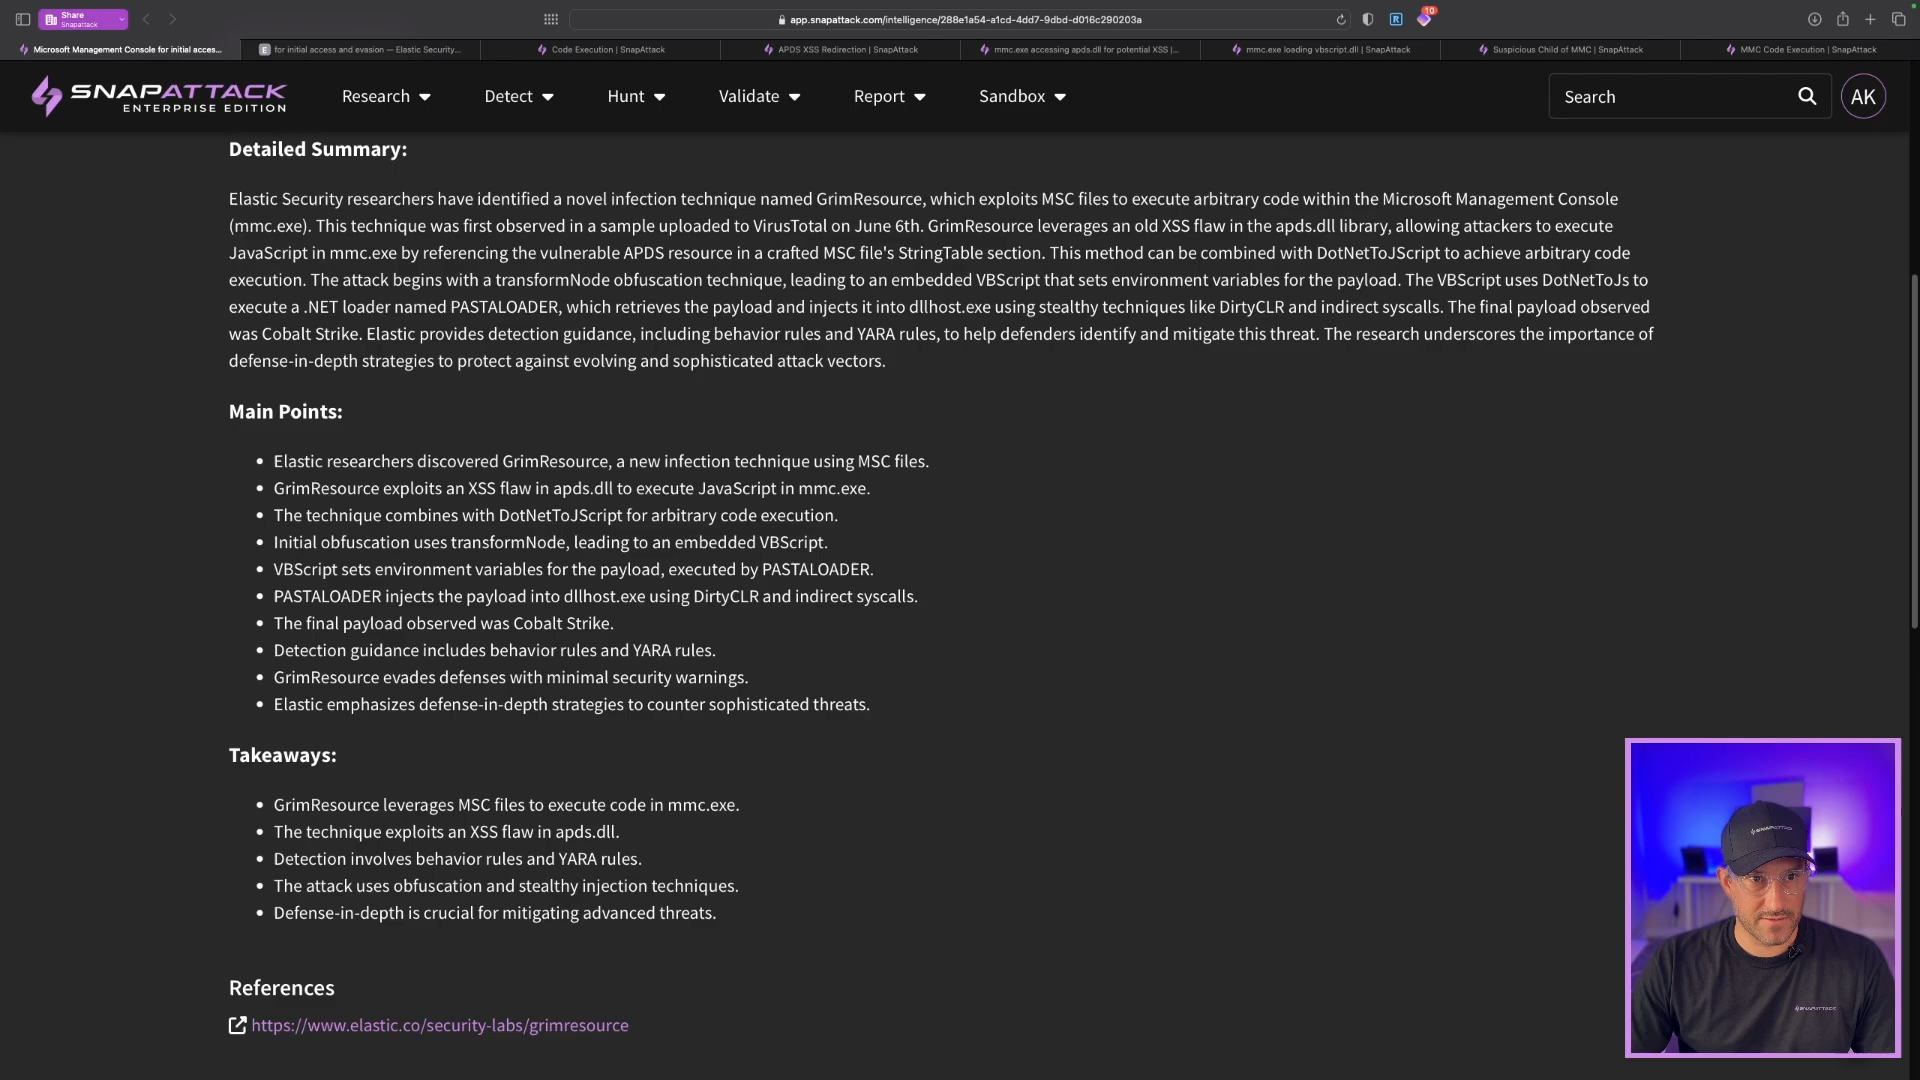 Share
Snapattack
app.snapattack.com/intelligence/288e1a54-a1cd-4dd7-9dbd-d016c290203a
10
Microsoft Management Console for initial acces...
E for initial access and evasion — Elastic Security...
Code Execution | SnapAttack
APDS XSS Redirection | SnapAttack
mmc.exe accessing apds.dll for potential XSS |...
mmc.exe loading vbscript.dll | SnapAttack
Suspicious Child of MMC | SnapAttack
MMC Code Execution | SnapAttack
SNAPATTACK
ENTERPRISE EDITION
Research
Detect
Hunt
Validate
Report
Sandbox
Search
AK
Detailed Summary:
Elastic Security researchers have identified a novel infection technique named GrimResource, which exploits MSC files to execute arbitrary code within the Microsoft Management Console
(mmc.exe). This technique was first observed in a sample uploaded to VirusTotal on June 6th. GrimResource leverages an old XSS flaw in the apds.dll library, allowing attackers to execute
JavaScript in mmc.exe by referencing the vulnerable APDS resource in a crafted MSC file's StringTable section. This method can be combined with DotNetToJScript to achieve arbitrary code
execution. The attack begins with a transformNode obfuscation technique, leading to an embedded VBScript that sets environment variables for the payload. The VBScript uses DotNetToJs to
execute a .NET loader named PASTALOADER, which retrieves the payload and injects it into dllhost.exe using stealthy techniques like DirtyCLR and indirect syscalls. The final payload observed
was Cobalt Strike. Elastic provides detection guidance, including behavior rules and YARA rules, to help defenders identify and mitigate this threat. The research underscores the importance of
defense-in-depth strategies to protect against evolving and sophisticated attack vectors.
Main Points:
• Elastic researchers discovered GrimResource, a new infection technique using MSC files.
• GrimResource exploits an XSS flaw in apds.dll to execute JavaScript in mmc.exe.
• The technique combines with DotNetToJScript for arbitrary code execution.
• Initial obfuscation uses transformNode, leading to an embedded VBScript.
• VBScript sets environment variables for the payload, executed by PASTALOADER.
• PASTALOADER injects the payload into dllhost.exe using DirtyCLR and indirect syscalls.
• The final payload observed was Cobalt Strike.
• Detection guidance includes behavior rules and YARA rules.
• GrimResource evades defenses with minimal security warnings.
• Elastic emphasizes defense-in-depth strategies to counter sophisticated threats.
Takeaways:
• GrimResource leverages MSC files to execute code in mmc.exe.
• The technique exploits an XSS flaw in apds.dll.
• Detection involves behavior rules and YARA rules.
• The attack uses obfuscation and stealthy injection techniques.
• Defense-in-depth is crucial for mitigating advanced threats.
References
https://www.elastic.co/security-labs/grimresource
SNAPATTACK
SNAPATTACK